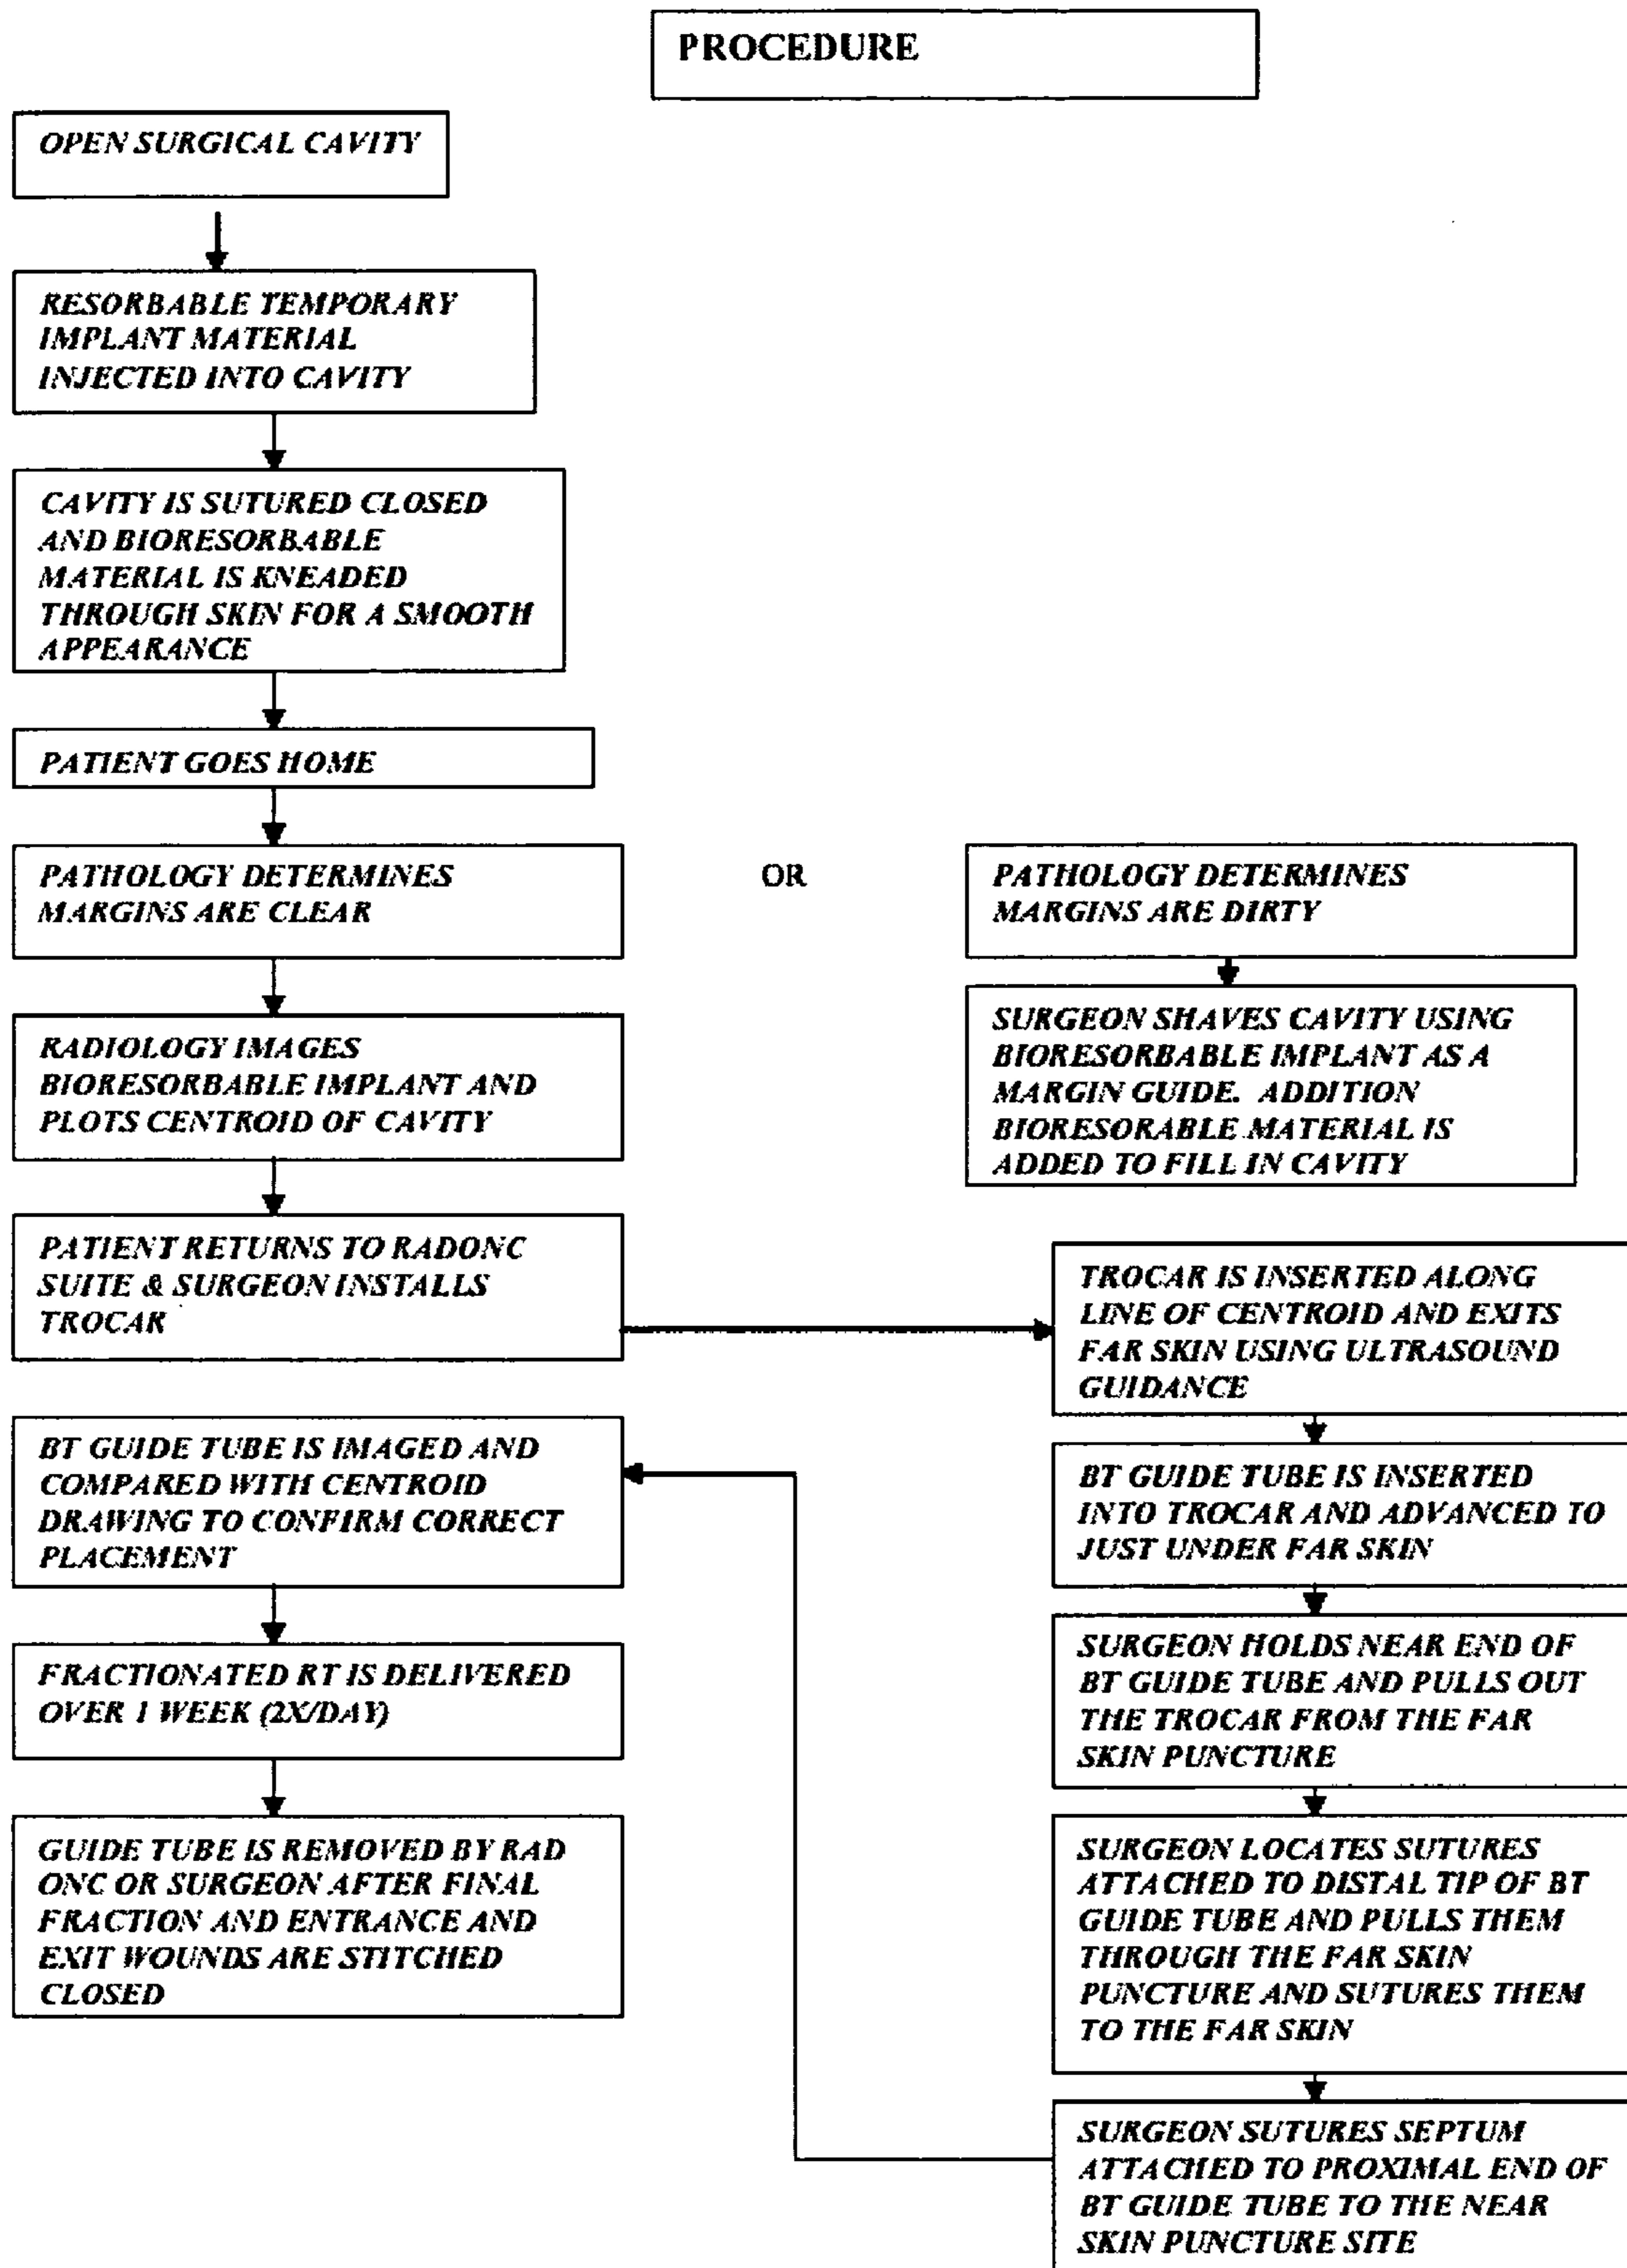 PROCEDURE
OPEN SURGICAL CAVITY
RESORBABLE TEMPORARY
IMPLANT MATERIAL
INJECTED INTO CAVITY
CAVITY IS SUTURED CLOSED
AND BIORESORBABLE
MATERIAL IS KNEADED
THROUGH SKIN FOR A SMOOTH
APPEARANCE
PATIENT GOES HOME
PATHOLOGY DETERMINES
MARGINS ARE CLEAR
OR
PATHOLOGY DETERMINES
MARGINS ARE DIRTY
SURGEON SHAVES CAVITY USING
BIORESORBABLE IMPLANT AS A
MARGIN GUIDE. ADDITION
BIORESORABLE MATERIAL IS
ADDED TO FILL IN CAVITY
RADIOLOGY IMAGES
BIORESORBABLE IMPLANT AND
PLOTS CENTROID OF CAVITY
PATIENT RETURNS TO RADONC
SUITE & SURGEON INSTALLS
TROCAR
TROCAR IS INSERTED ALONG
LINE OF CENTROID AND EXITS
FAR SKIN USING ULTRASOUND
GUIDANCE
BT GUIDE TUBE IS INSERTED
INTO TROCAR AND ADVANCED TO
JUST UNDER FAR SKIN
SURGEON HOLDS NEAR END OF
BT GUIDE TUBE AND PULLS OUT
THE TROCAR FROM THE FAR
SKIN PUNCTURE
SURGEON LOCATES SUTURES
ATTACHED TO DISTAL TIP OF BT
GUIDE TUBE AND PULLS THEM
THROUGH THE FAR SKIN
PUNCTURE AND SUTURES THEM
TO THE FAR SKIN
SURGEON SUTURES SEPTUM
ATTACHED TO PROXIMAL END OF
BT GUIDE TUBE TO THE NEAR
SKIN PUNCTURE SITE
BT GUIDE TUBE IS IMAGED AND
COMPARED WITH CENTROID
DRAWING TO CONFIRM CORRECT
PLACEMENT
FRACTIONATED RT IS DELIVERED
OVER 1 WEEK (2X/DAY)
GUIDE TUBE IS REMOVED BY RAD
ONC OR SURGEON AFTER FINAL
FRACTION AND ENTRANCE AND
EXIT WOUNDS ARE STITCHED
CLOSED